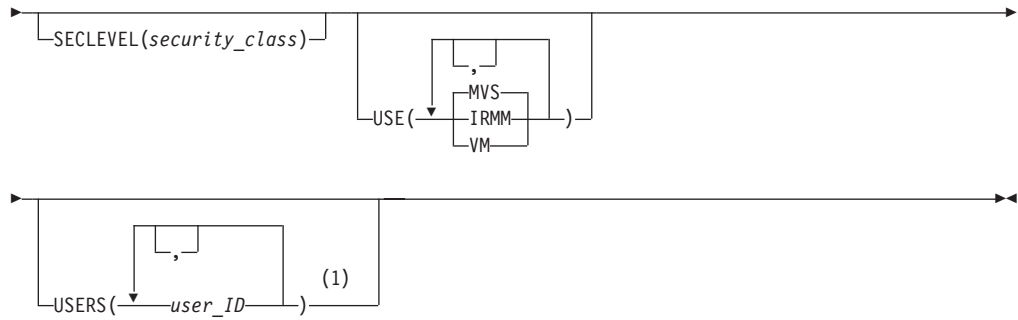 SECLEVEL(security_class)
,
MVS
USE( IRMM )
VM
,
(1)
USERS( user_ID )